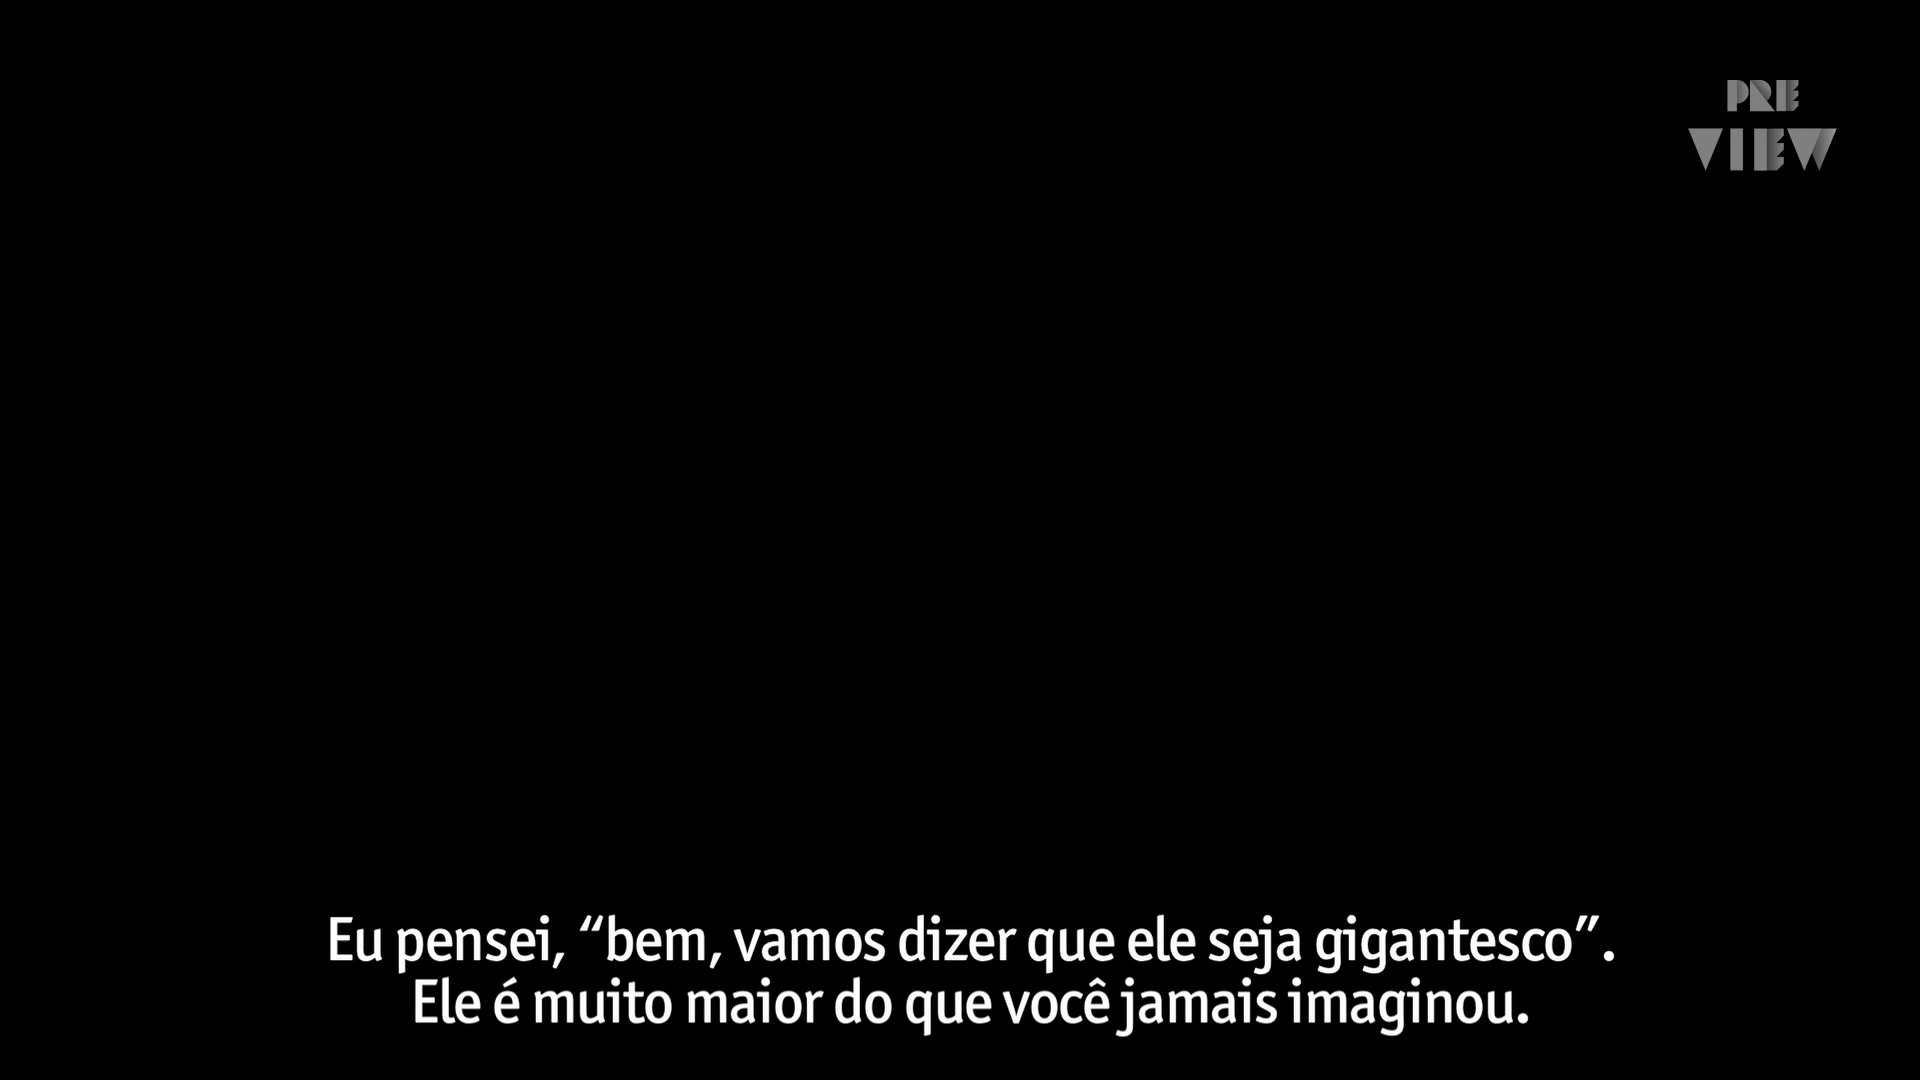 PRE
VIEW
Eu pensei, “bem, vamos dizer que ele seja gigantesco”.
Ele é muito maior do que você jamais imaginou.